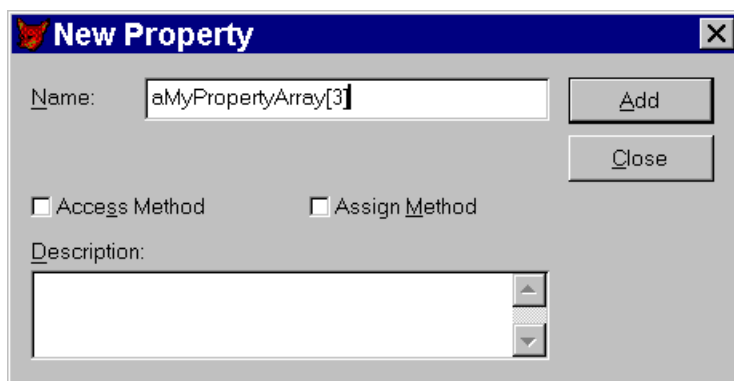 New Property
Name: aMyPropertyArray[3]
Add
Close
Access Method Assign Method
Description: